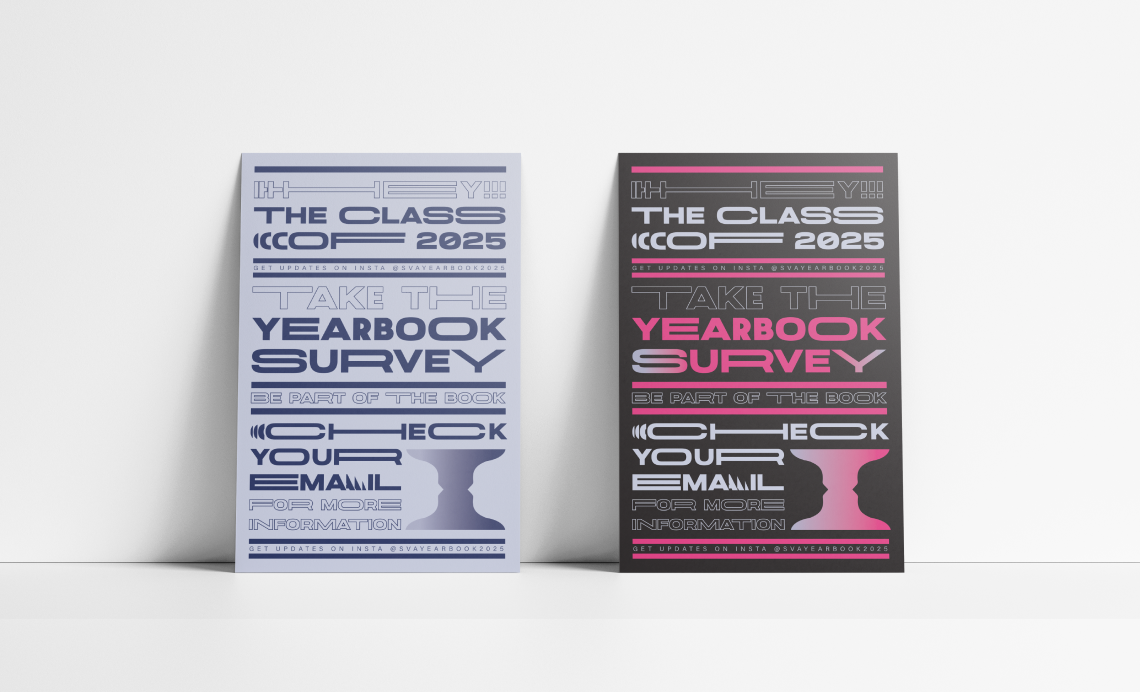 HEY!!!
THE CLASS
OF 2025
GET UPDATES ON INSTA @SVAYEARBOOK2025
TAKE THE
YEARBOOK
SURVEY
BE PART OF THE BOOK
CHECK
YOUR
EMAIL
FOR MORE
INFORMATION
GET UPDATES ON INSTA @SVAYEARBOOK2025
HEY!!!
THE CLASS
OF 2025
GET UPDATES ON INSTA @SVAYEARBOOK2025
TAKE THE
YEARBOOK
SURVEY
BE PART OF THE BOOK
CHECK
YOUR
EMAIL
FOR MORE
INFORMATION
GET UPDATES ON INSTA @SVAYEARBOOK2025